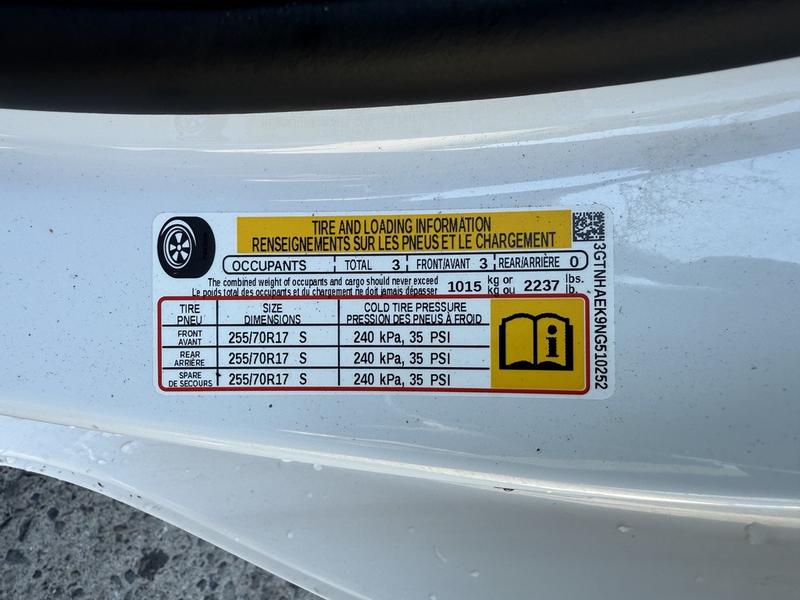 TIRE AND LOADING INFORMATION
RENSEIGNEMENTS SUR LES PNEUS ET LE CHARGEMENT
OCCUPANTS TOTAL 3 FRONT/AVANT 3 REAR/ARRIÈRE 0
The combined weight of occupants and cargo should never exceed 1015 kg or 2237 lbs.
Le poids total des occupants et du chargement ne doit jamais dépasser kg ou lb.
TIRE SIZE COLD TIRE PRESSURE
PNEU DIMENSIONS PRESSION DES PNEUS À FROID
FRONT
AVANT 255/70R17 S 240 kPa, 35 PSI
REAR
ARRIÈRE 255/70R17 S 240 kPa, 35 PSI
SPARE
DE SECOURS 255/70R17 S 240 kPa, 35 PSI
3GTNHAEK9NG510252